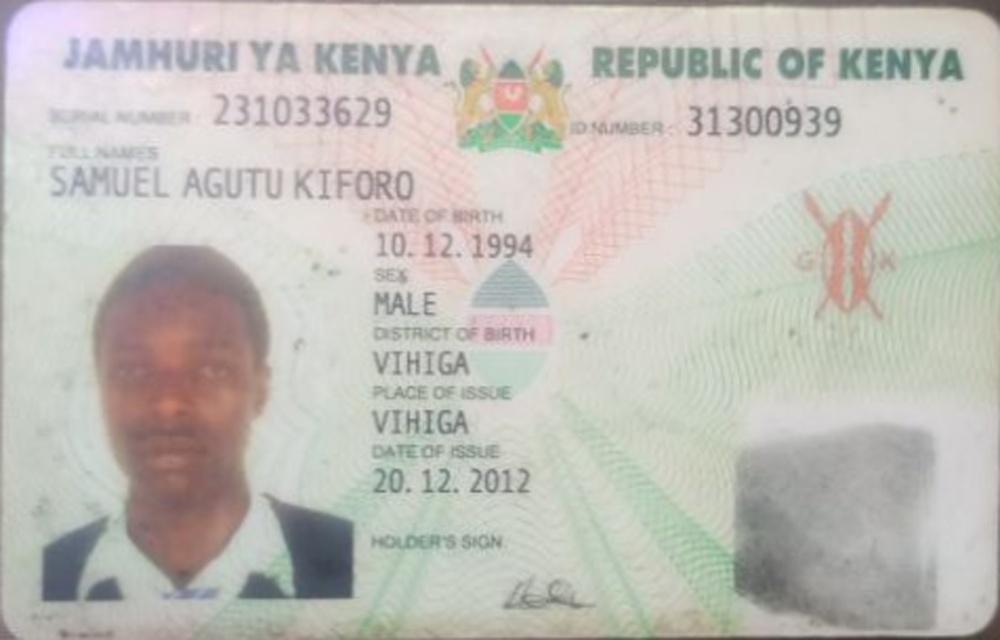 JAMHURI YA KENYA REPUBLIC OF KENYA
SERIAL NUMBER: 231033629 ID NUMBER: 31300939
FULL NAMES
SAMUEL AGUTU KIFORO
DATE OF BIRTH
10. 12. 1994
SEX
MALE
DISTRICT OF BIRTH
VIHIGA
PLACE OF ISSUE
VIHIGA
DATE OF ISSUE
20. 12. 2012
HOLDER'S SIGN.
G K